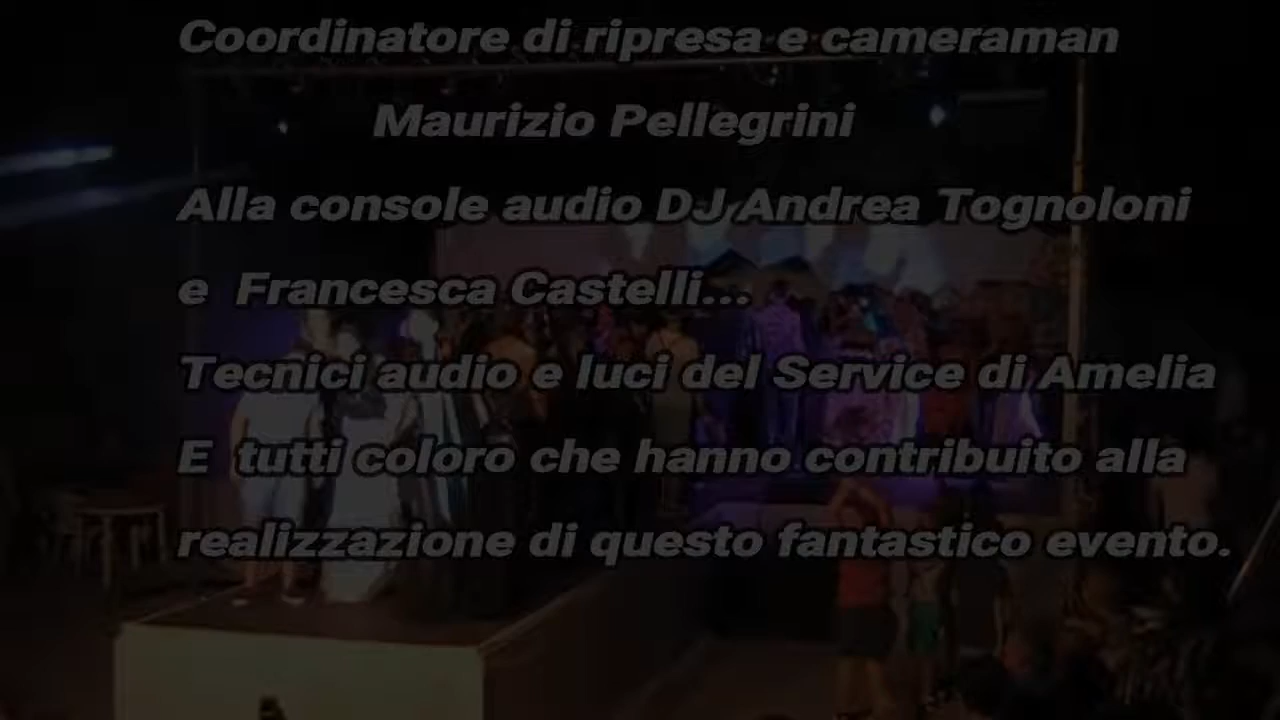 Coordinatore di ripresa e cameraman
Maurizio Pellegrini
Alla console audio DJ Andrea Tognoloni
e Francesca Castelli...
Tecnici audio e luci del Service di Amelia
E tutti coloro che hanno contribuito alla
realizzazione di questo fantastico evento.